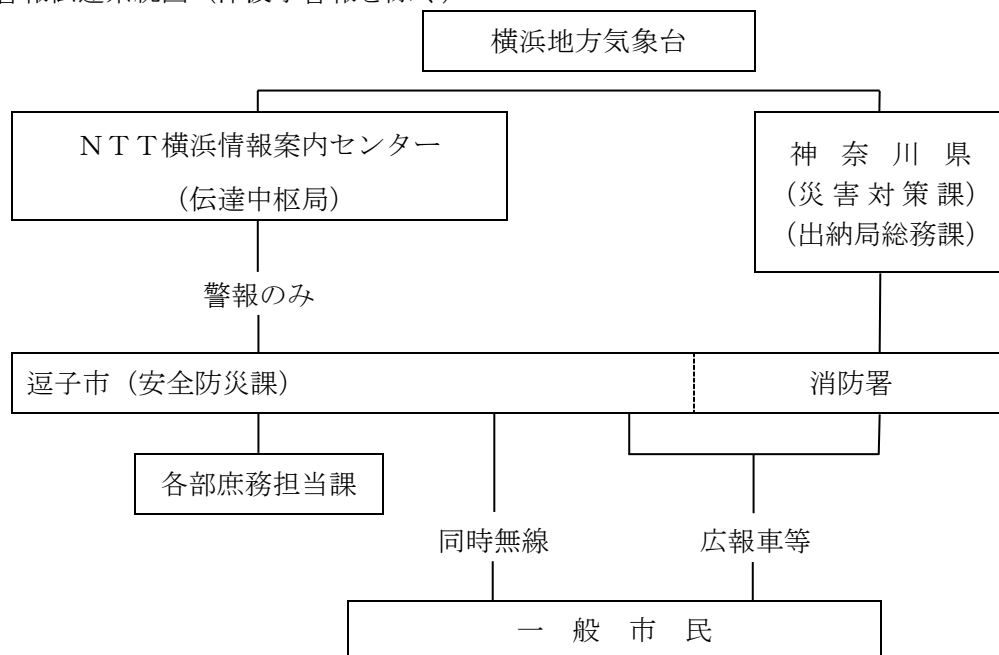 警報伝達系統図（津波予警報を除く）
横浜地方気象台
ＮＴＴ横浜情報案内センター
（伝達中枢局）
神奈川県
（災害対策課）
（出納局総務課）
警報のみ
逗子市（安全防災課）
消防署
各部庶務担当課
同時無線
広報車等
一般市民